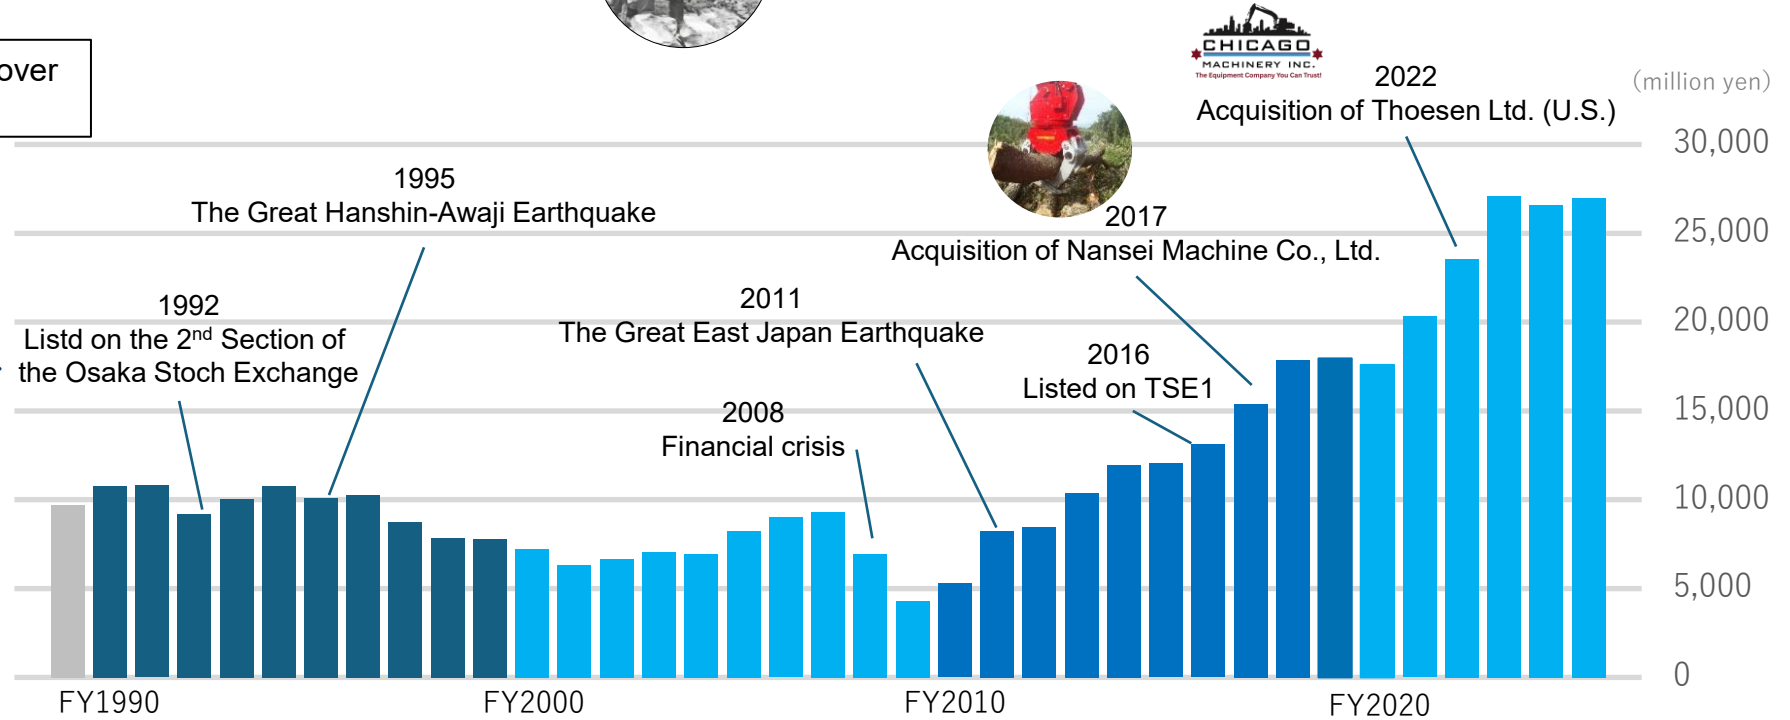 over
CHICAGO
MACHINERY INC.
The Equipment Company You Can Trust!
2022
Acquisition of Thoesen Ltd. (U.S.)
(million yen)
30,000
1995
The Great Hanshin-Awaji Earthquake
2017
Acquisition of Nansei Machine Co., Ltd.
25,000
1992
Listd on the 2nd Section of
the Osaka Stoch Exchange
2011
The Great East Japan Earthquake
20,000
2016
Listed on TSE1
2008
Financial crisis
15,000
10,000
5,000
0
FY1990
FY2000
FY2010
FY2020